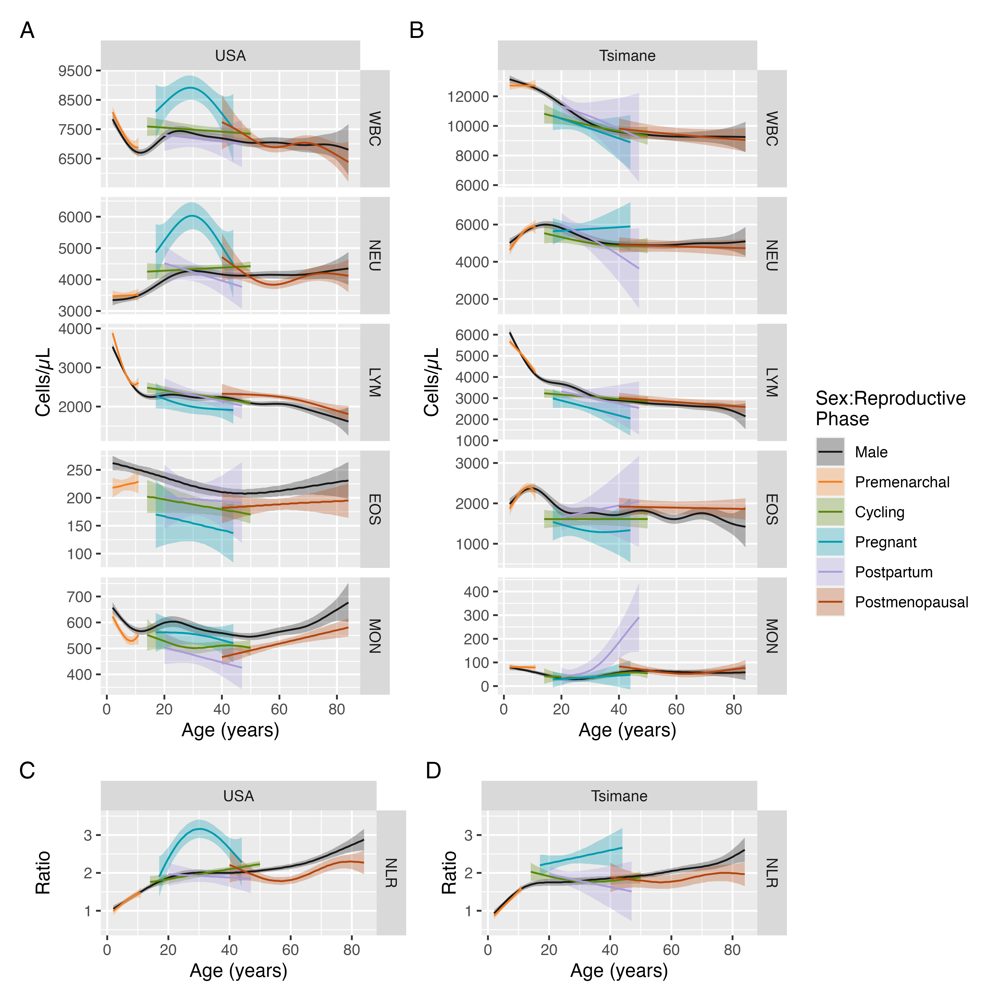 A
B
USA
Tsimane
9500
8500
7500
6500
WBC
12000
10000
8000
6000
WBC
6000
5000
4000
3000
NEU
6000
4000
2000
NEU
Cells/µL
4000
3000
2000
LYM
Cells/µL
6000
5000
4000
3000
2000
1000
LYM
250
200
150
100
EOS
3000
2000
1000
EOS
700
600
500
400
MON
400
300
200
100
0
MON
0 20 40 60 80
Age (years)
0 20 40 60 80
Age (years)
Sex:Reproductive
Phase
Male
Premenarchal
Cycling
Pregnant
Postpartum
Postmenopausal
C
D
USA
Tsimane
Ratio
3
2
1
NLR
Ratio
3
2
1
NLR
0 20 40 60 80
Age (years)
0 20 40 60 80
Age (years)